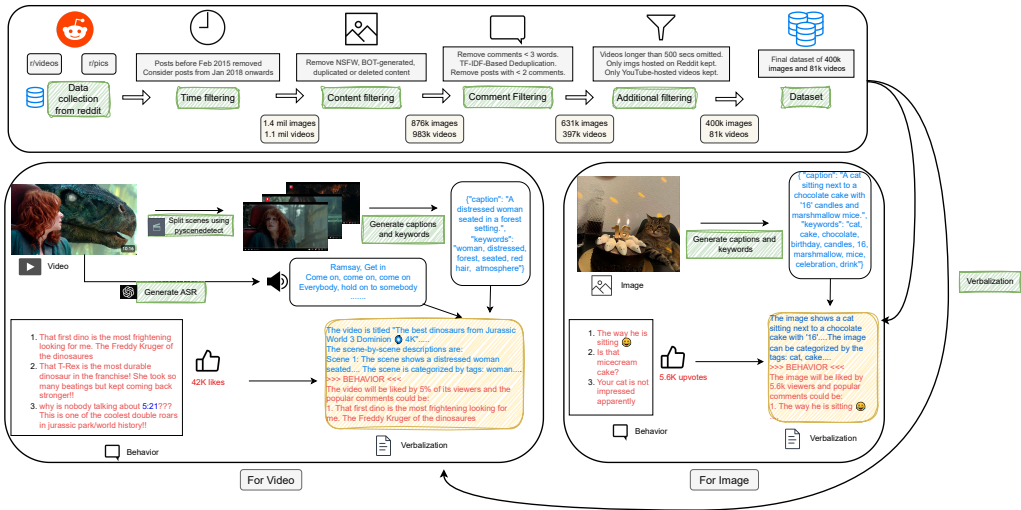 r/videos
r/pics
Data
collection
from reddit
Posts before Feb 2015 removed
Consider posts from Jan 2018 onwards
Time filtering
Remove NSFW, BOT-generated,
duplicated or deleted content
Content filtering
Remove comments < 3 words.
TF-IDF-Based Deduplication.
Remove posts with < 2 comments.
Comment Filtering
Videos longer than 500 secs omitted.
Only imgs hosted on Reddit kept.
Only YouTube-hosted videos kept.
Additional filtering
Final dataset of 400k
images and 81k videos
Dataset
1.4 mil images
1.1 mil videos
876k images
983k videos
631k images
397k videos
400k images
81k videos
10:16
Video
Split scenes using
pyscenedetect
Generate captions
and keywords
{"caption": "A
distressed woman
seated in a forest
setting.",
"keywords":
"woman, distressed,
forest, seated, red
hair, atmosphere"}
Generate ASR
Ramsay, Get in
Come on, come on, come on
Everybody, hold on to somebody
.......
1. That first dino is the most frightening
looking for me. The Freddy Kruger of
the dinosaurs
2. That T-Rex is the most durable
dinosaur in the franchise! She took so
many beatings but kept coming back
stronger!!
3. why is nobody talking about 5:21???
This is one of the coolest double roars
in jurassic park/world history!!
42K likes
Behavior
The video is titled "The best dinosaurs from Jurassic
World 3 Dominion 🧿 4K".....
The scene-by-scene descriptions are:
Scene 1: The scene shows a distressed woman
seated.... The scene is categorized by tags: woman....
>>> BEHAVIOR <<<
The video will be liked by 5% of its viewers and the
popular comments could be:
1. That first dino is the most frightening looking for
me. The Freddy Kruger of the dinosaurs
Verbalization
For Video
Image
Generate captions and
keywords
{ "caption": "A cat
sitting next to a
chocolate cake with
'16' candles and
marshmallow mice.",
"keywords": "cat,
cake, chocolate,
birthday, candles, 16,
marshmallow, mice,
celebration, drink"}
1. The way he is
sitting 😄
2. Is that
micecream
cake?
3. Your cat is not
impressed
apparently
5.6K upvotes
Behavior
The image shows a cat
sitting next to a chocolate
cake with '16'....The image
can be categorized by the
tags: cat, cake....
>>> BEHAVIOR <<<
The image will be liked by
5.6k viewers and popular
comments could be:
1. The way he is sitting 😄
...
Verbalization
For Image
Verbalization